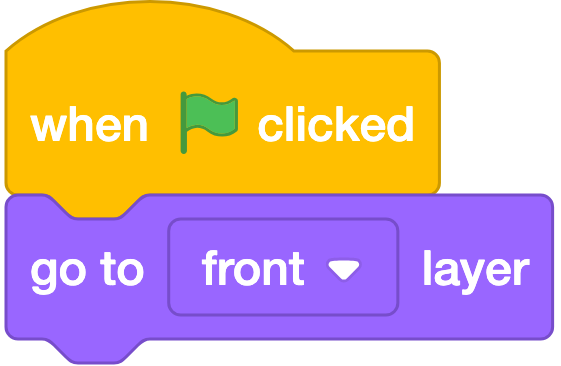 when clicked
go to front layer